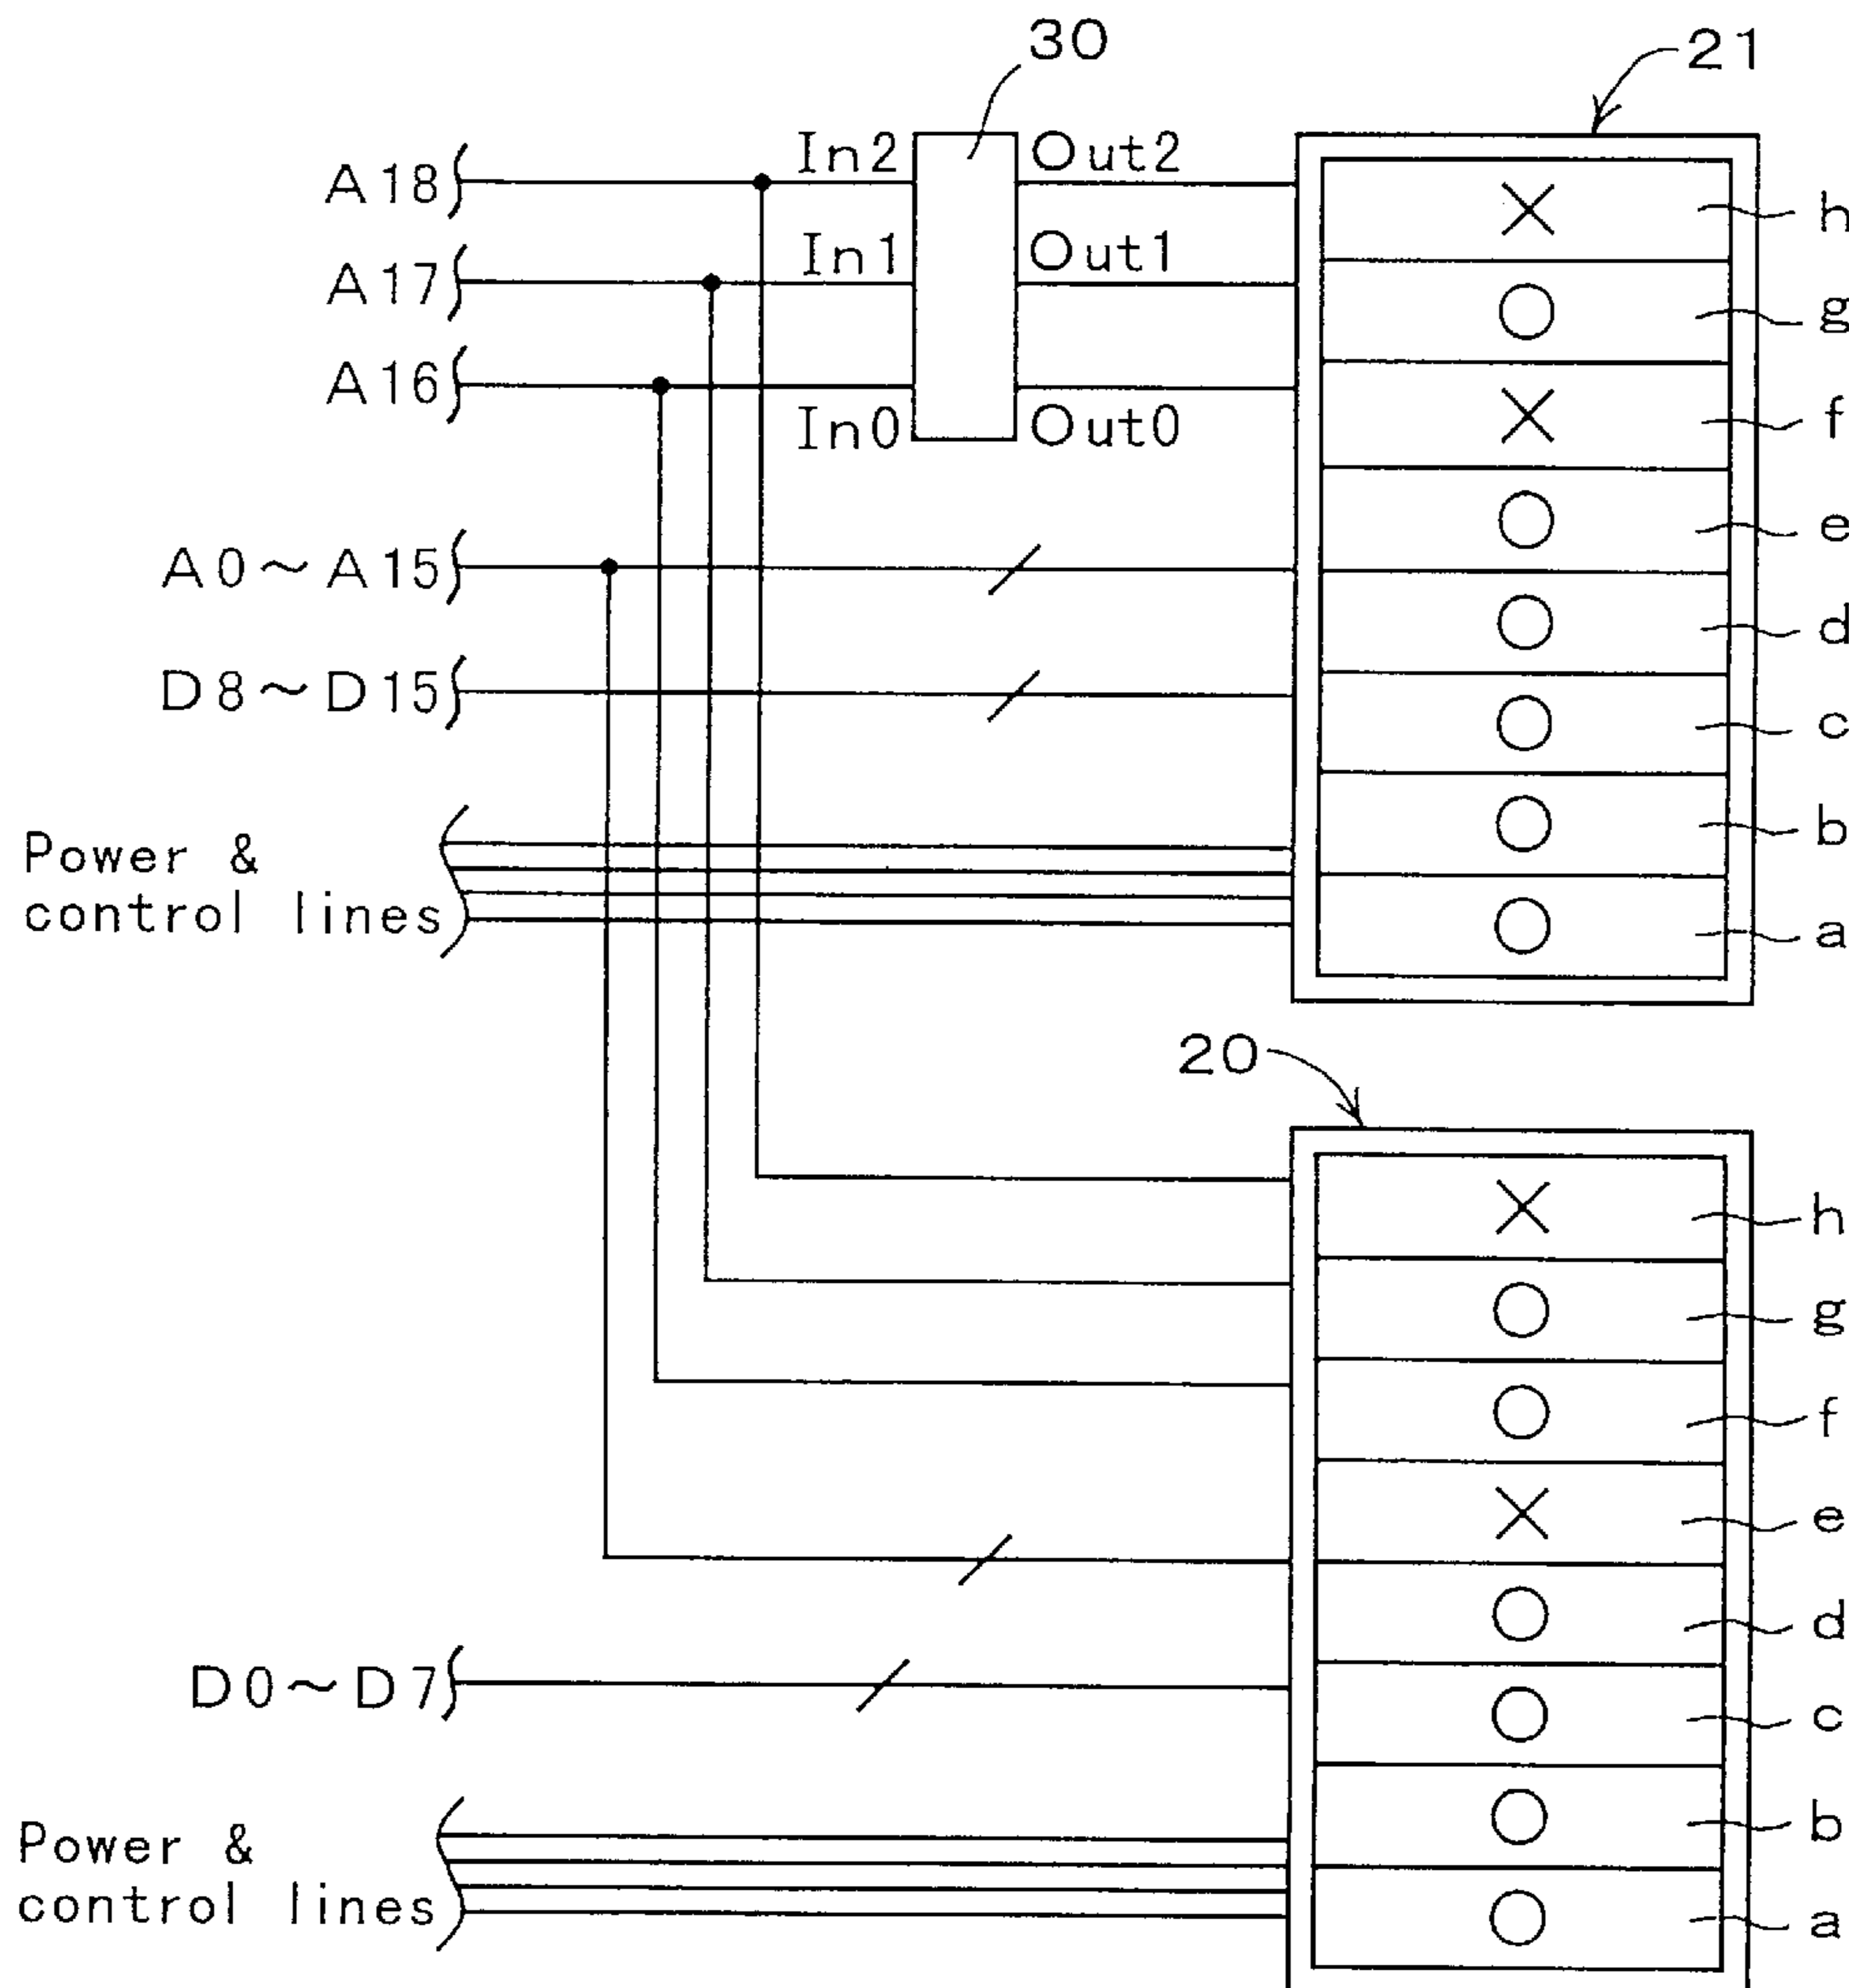 30
21
A18
In2
Out2
h
A17
In1
Out1
g
A16
In0
Out0
f
e
A0~A15
d
D8~D15
c
b
Power &
control lines
a
20
h
g
f
e
d
D0~D7
c
b
Power &
control lines
a